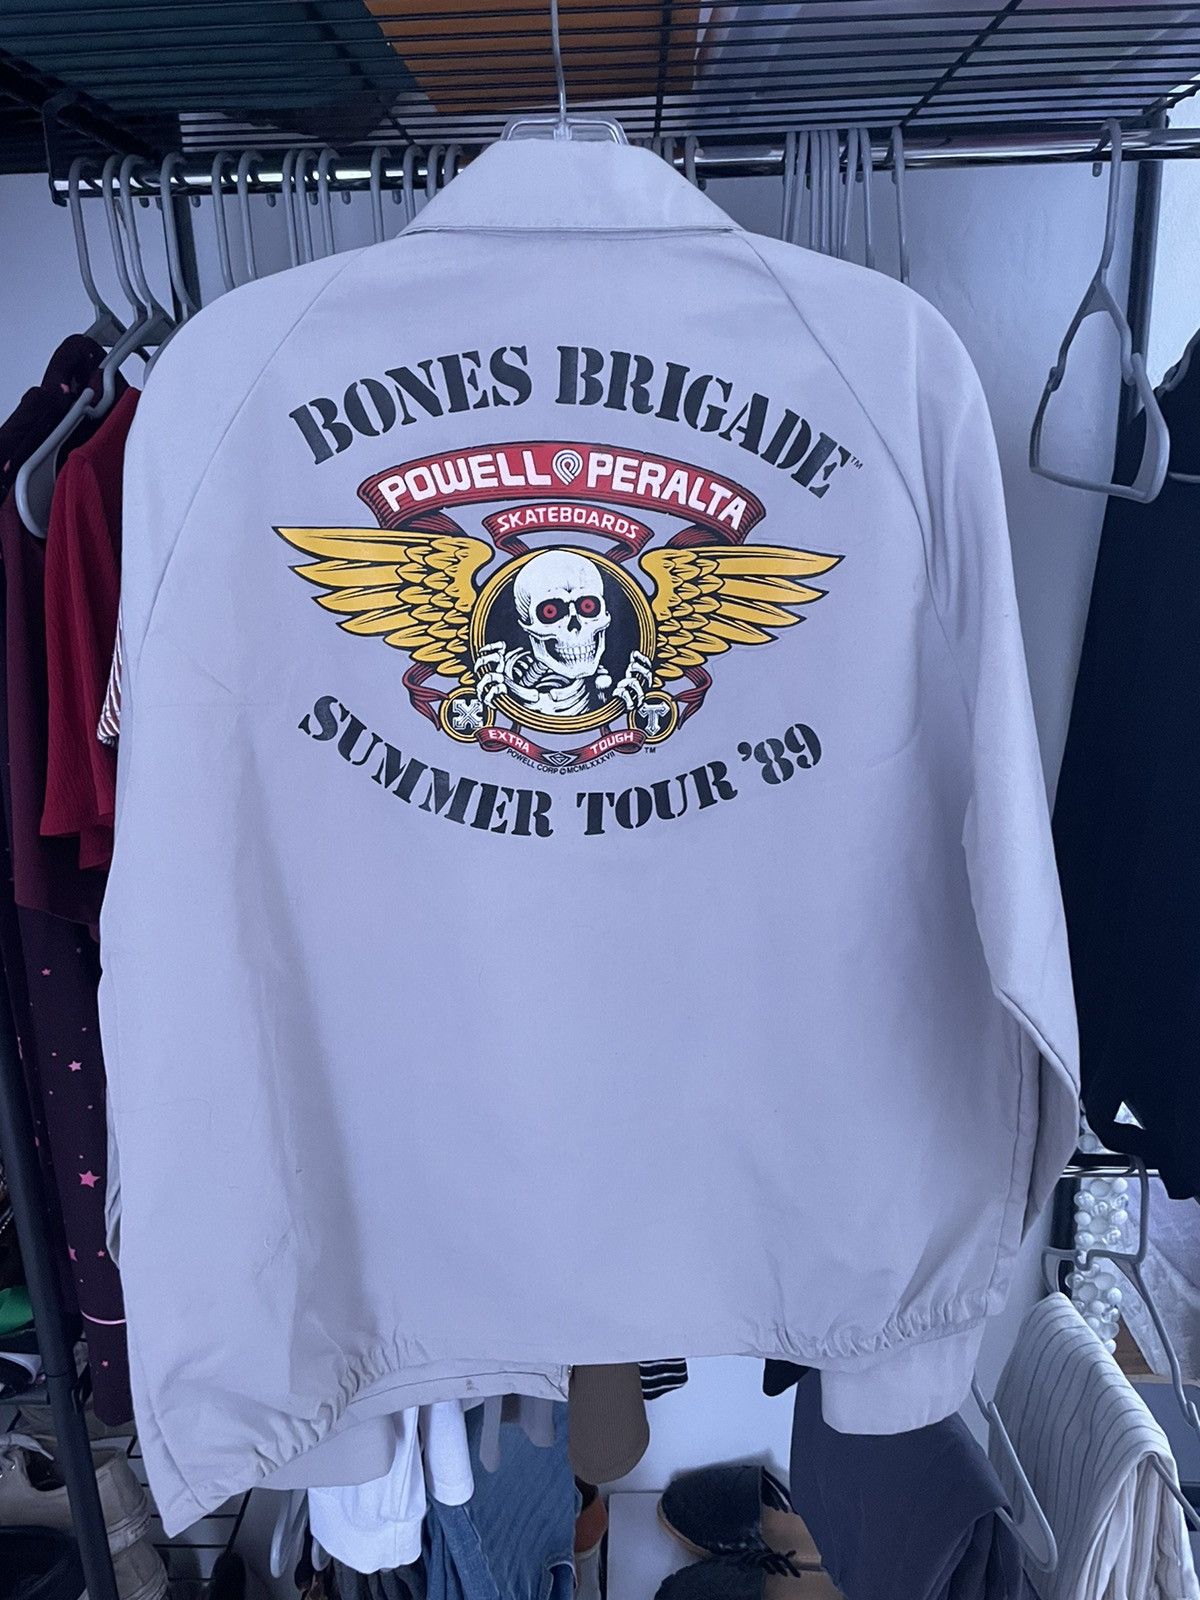 BONES BRIGADE™
POWELL PERALTA
SKATEBOARDS
X T
EXTRA TOUGH ™
POWELL CORP © MCMLXXXVII
SUMMER TOUR '89